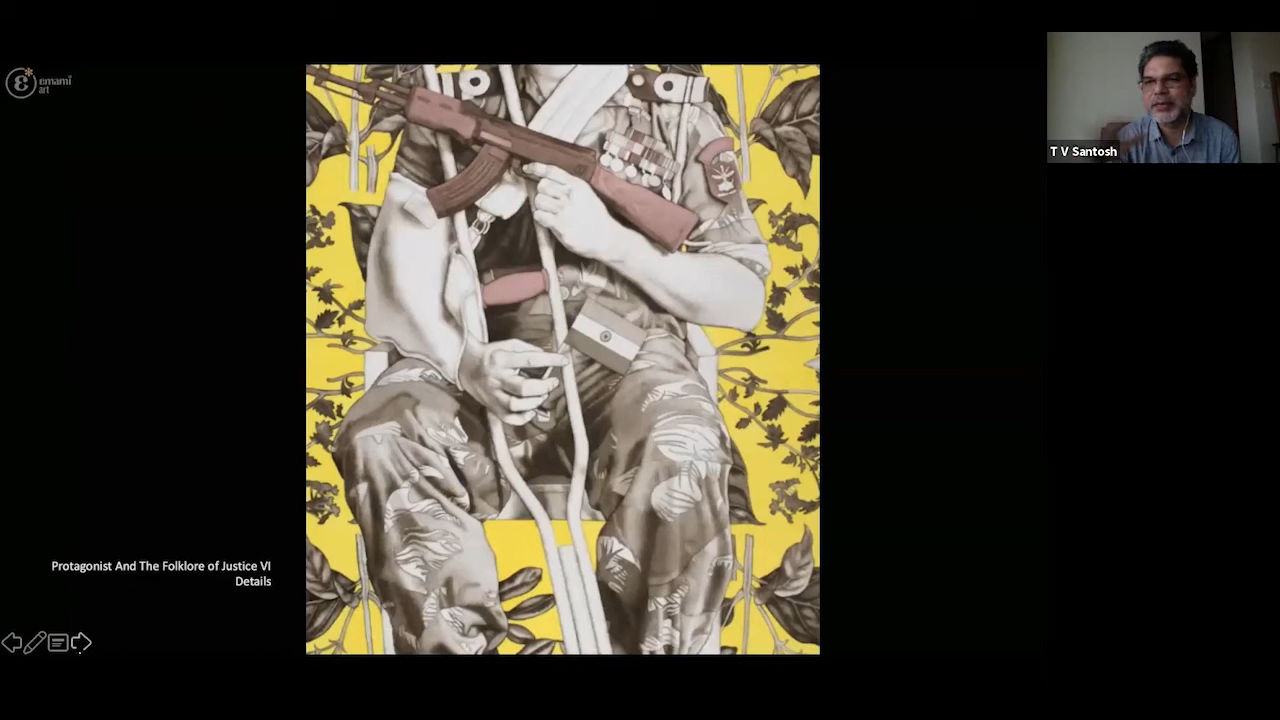 emami
art
T V Santosh
Protagonist And The Folklore of Justice VI
Details